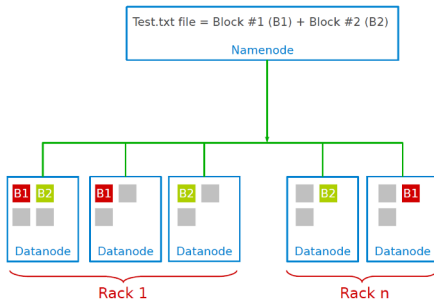 Test.txt file = Block #1 (B1) + Block #2 (B2)
Namenode
B1 B2 B1 B2 B2 B1
Datanode Datanode Datanode Datanode Datanode
Rack 1 Rack n